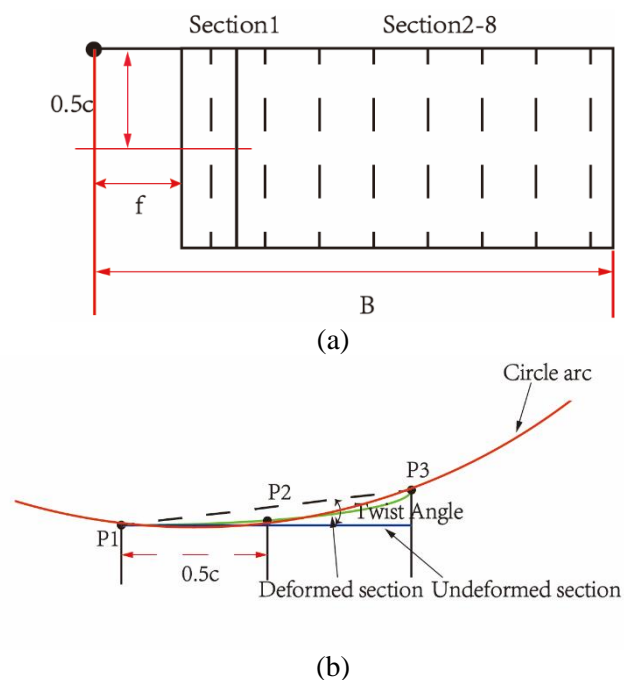 Section1 Section2-8
0.5c
f
B
(a)
Circle arc
P3
P2
Twist Angle
P1
0.5c
Deformed section Undeformed section
(b)